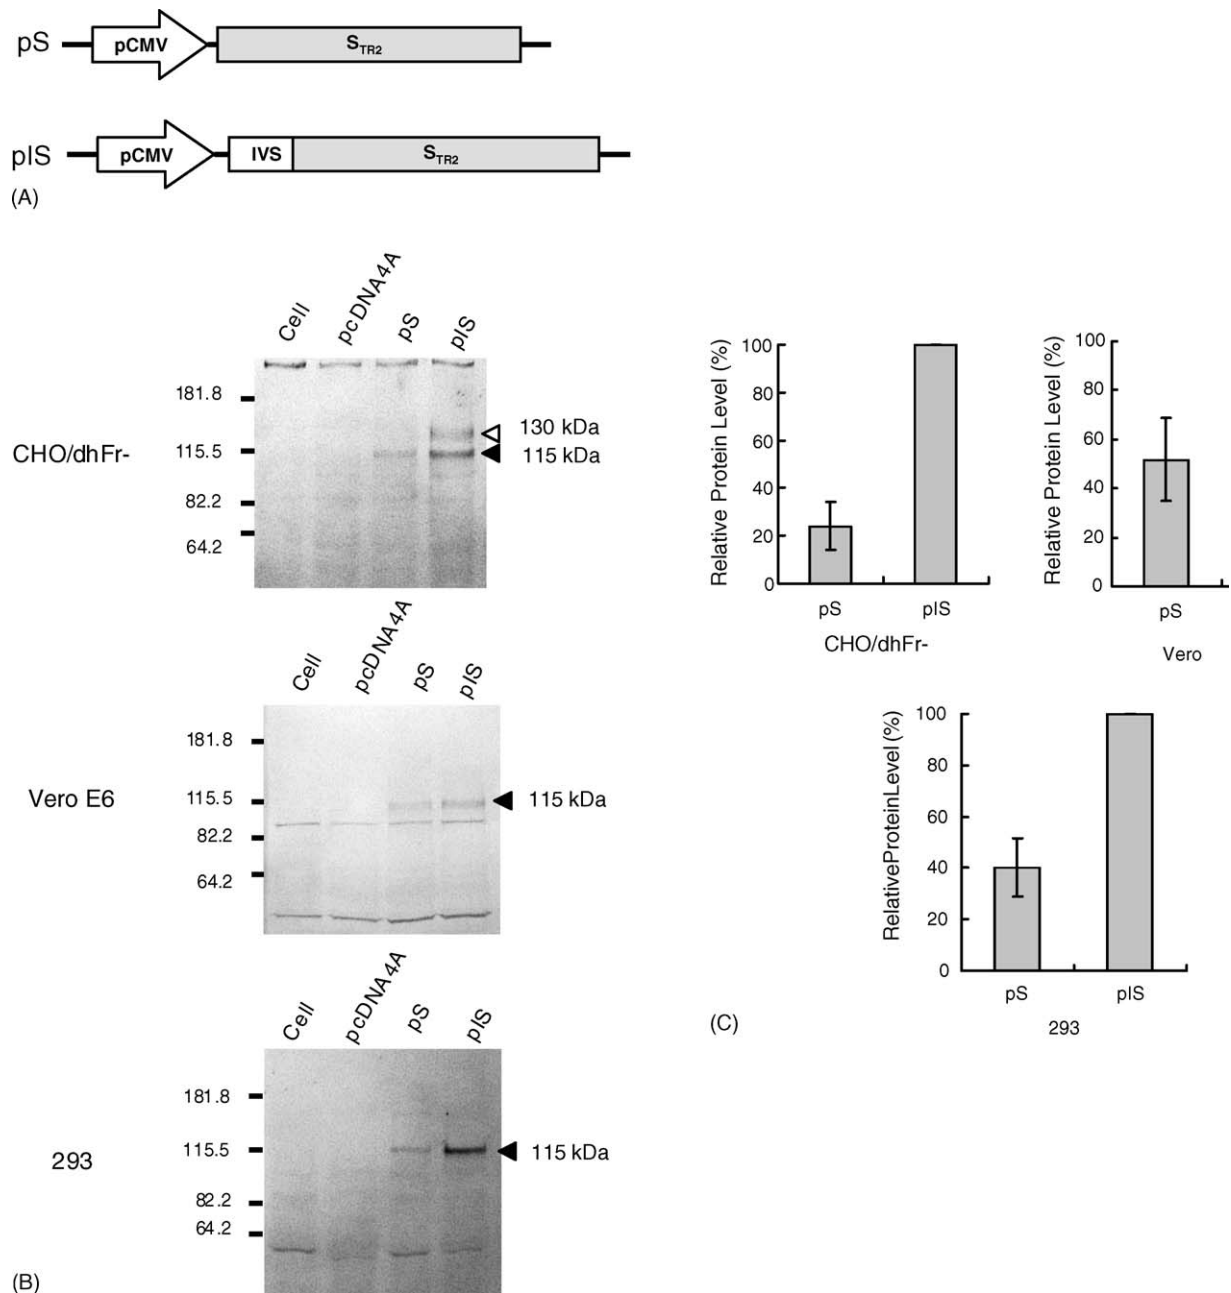 pS
pCMV
STR2
pIS
pCMV
IVS
STR2
(A)
Cell
pcDNA4A
pS
pIS
CHO/dhFr-
181.8
115.5
82.2
64.2
130 kDa
115 kDa
Cell
pcDNA4A
pS
pIS
Vero E6
181.8
115.5
82.2
64.2
115 kDa
Cell
pcDNA4A
pS
pIS
293
181.8
115.5
82.2
64.2
115 kDa
(B)
Relative Protein Level (%)
100
80
60
40
20
0
pS
pIS
CHO/dhFr-
Relative Protein Level (%)
100
80
60
40
20
0
pS
Vero
RelativeProteinLevel (%)
100
80
60
40
20
0
pS
pIS
293
(C)